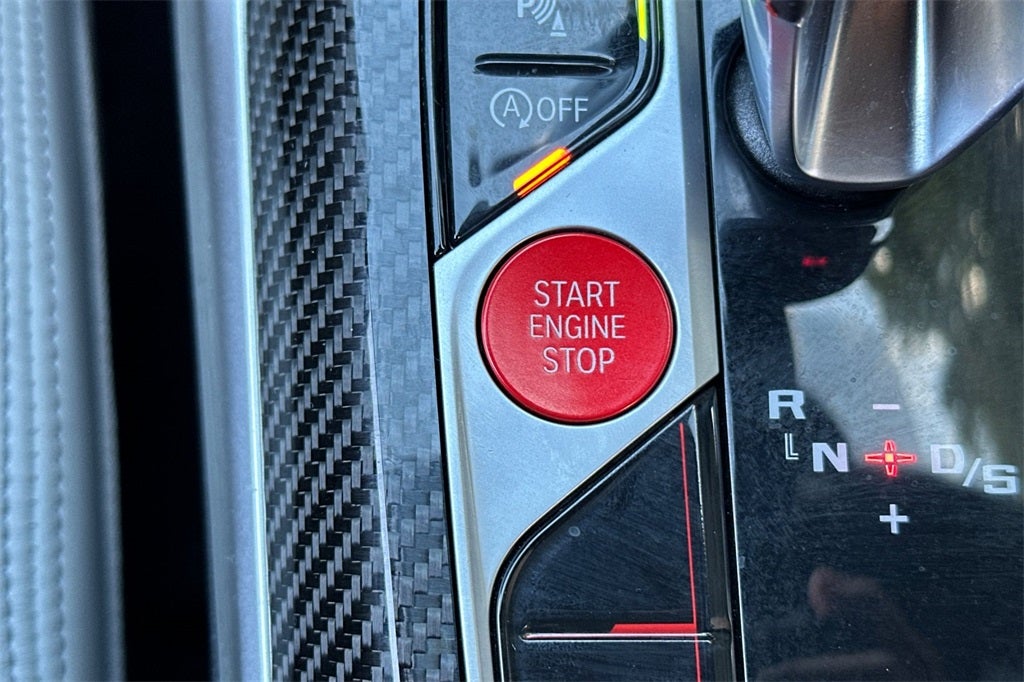 P
A OFF
START
ENGINE
STOP
R −
N D/S
+